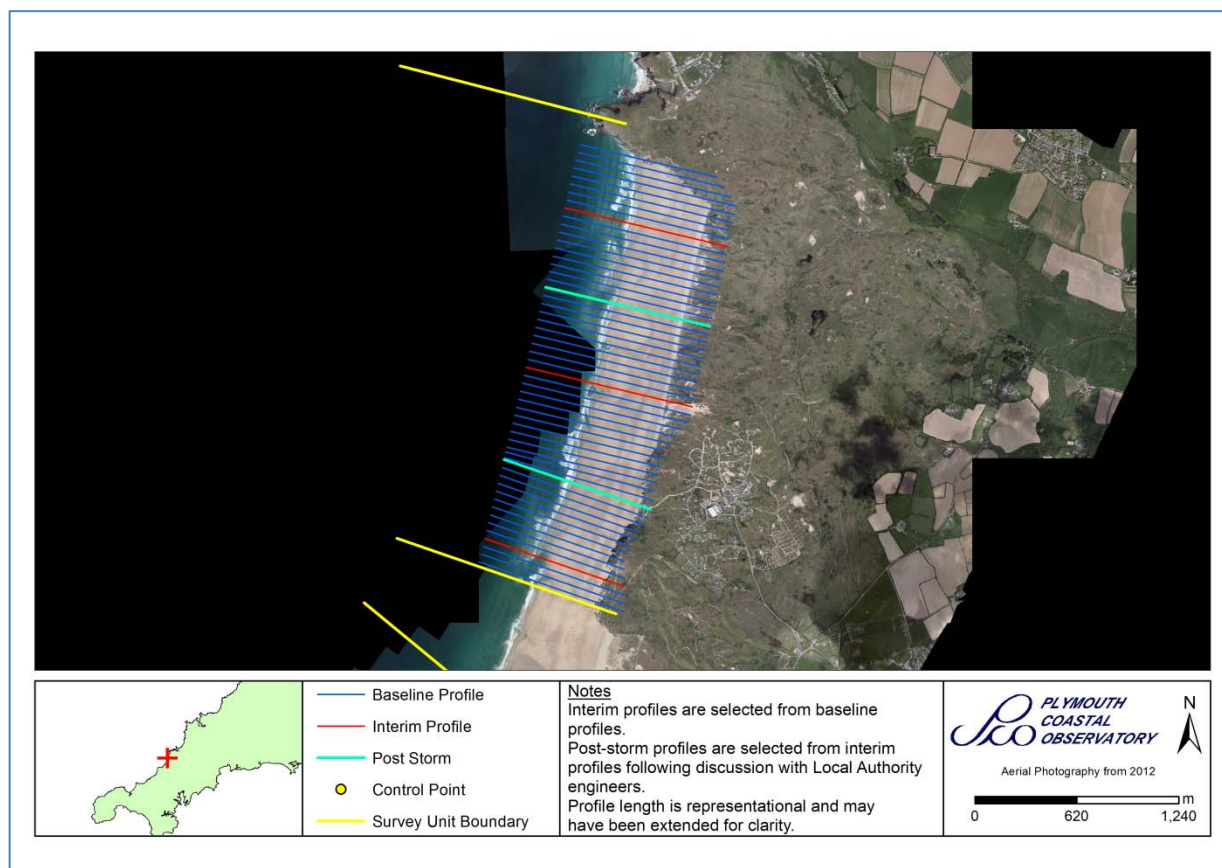 Baseline Profile
Interim Profile
Post Storm
Control Point
Survey Unit Boundary
Notes
Interim profiles are selected from baseline
profiles.
Post-storm profiles are selected from interim
profiles following discussion with Local Authority
engineers.
Profile length is representational and may
have been extended for clarity.
PLYMOUTH
COASTAL
OBSERVATORY
N
Aerial Photography from 2012
m
0 620 1,240